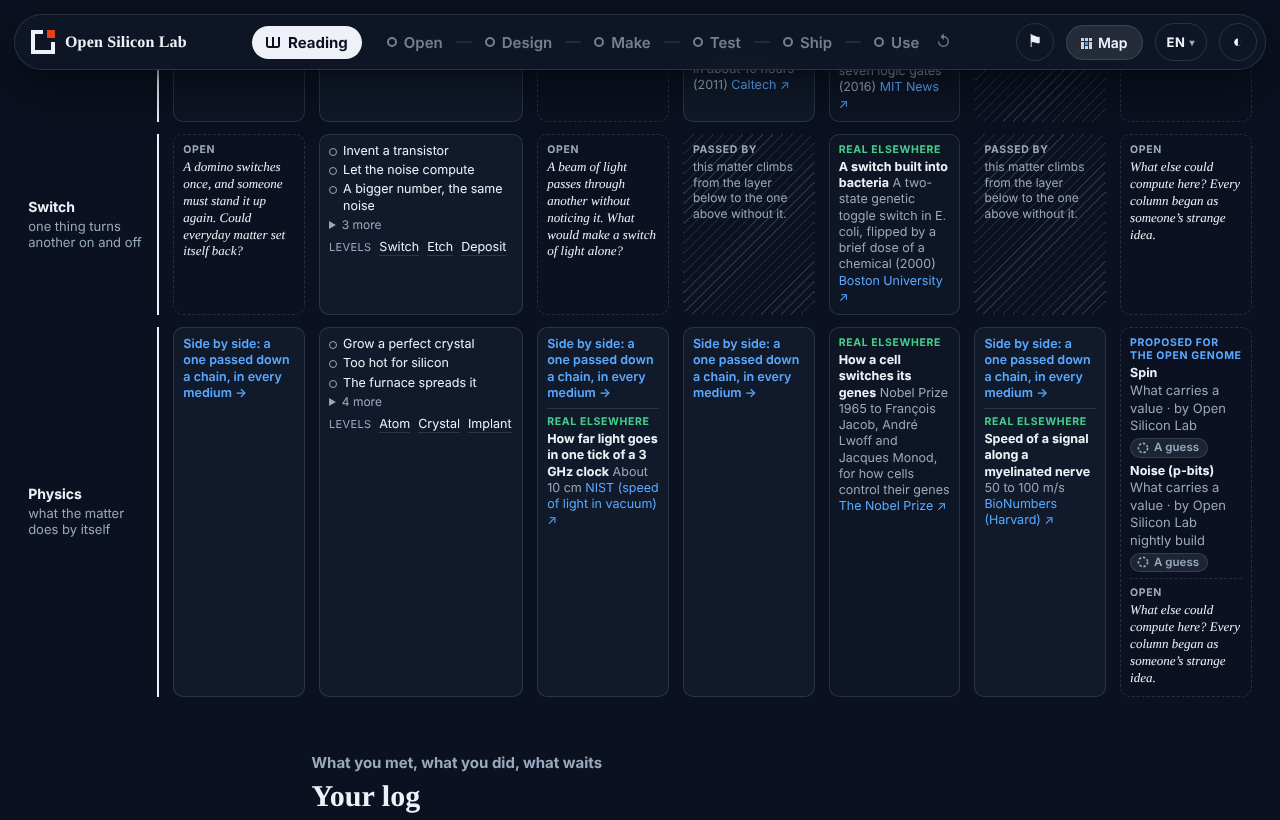 Open Silicon Lab
Reading
Open
Design
Make
Test
Ship
Use
Map
EN
in about 10 hours
(2011) Caltech ↗
seven logic gates
(2016) MIT News
↗
Switch
one thing turns
another on and off
OPEN
A domino switches
once, and someone
must stand it up
again. Could
everyday matter set
itself back?
Invent a transistor
Let the noise compute
A bigger number, the same
noise
3 more
LEVELS Switch Etch Deposit
OPEN
A beam of light
passes through
another without
noticing it. What
would make a switch
of light alone?
PASSED BY
this matter climbs
from the layer
below to the one
above without it.
REAL ELSEWHERE
A switch built into
bacteria A two-
state genetic
toggle switch in E.
coli, flipped by a
brief dose of a
chemical (2000)
Boston University
↗
PASSED BY
this matter climbs
from the layer
below to the one
above without it.
OPEN
What else could
compute here? Every
column began as
someone’s strange
idea.
Physics
what the matter
does by itself
Side by side: a
one passed down
a chain, in every
medium →
Grow a perfect crystal
Too hot for silicon
The furnace spreads it
4 more
LEVELS Atom Crystal Implant
Side by side: a
one passed down
a chain, in every
medium →
REAL ELSEWHERE
How far light goes
in one tick of a 3
GHz clock About
10 cm NIST (speed
of light in vacuum)
↗
Side by side: a
one passed down
a chain, in every
medium →
REAL ELSEWHERE
How a cell
switches its
genes Nobel Prize
1965 to François
Jacob, André
Lwoff and
Jacques Monod,
for how cells
control their genes
The Nobel Prize ↗
Side by side: a
one passed down
a chain, in every
medium →
REAL ELSEWHERE
Speed of a signal
along a
myelinated nerve
50 to 100 m/s
BioNumbers
(Harvard) ↗
PROPOSED FOR
THE OPEN GENOME
Spin
What carries a
value · by Open
Silicon Lab
A guess
Noise (p-bits)
What carries a
value · by Open
Silicon Lab
nightly build
A guess
OPEN
What else could
compute here? Every
column began as
someone’s strange
idea.
What you met, what you did, what waits
Your log